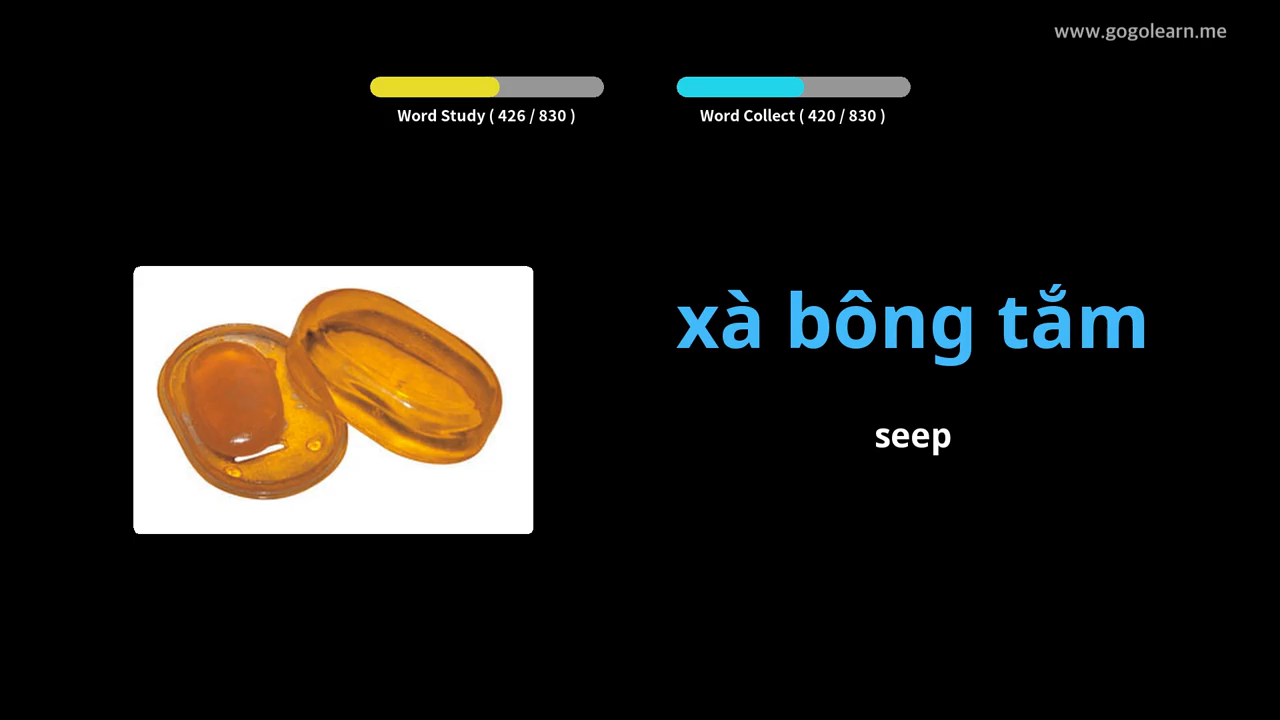 www.gogolearn.me
Word Study ( 426 / 830 )
Word Collect ( 420 / 830 )
xà bông tắm
seep